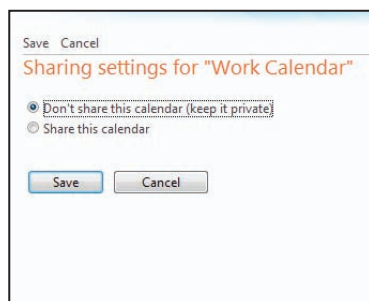 Save Cancel
Sharing settings for "Work Calendar"
Don't share this calendar (keep it private)
Share this calendar
Save Cancel